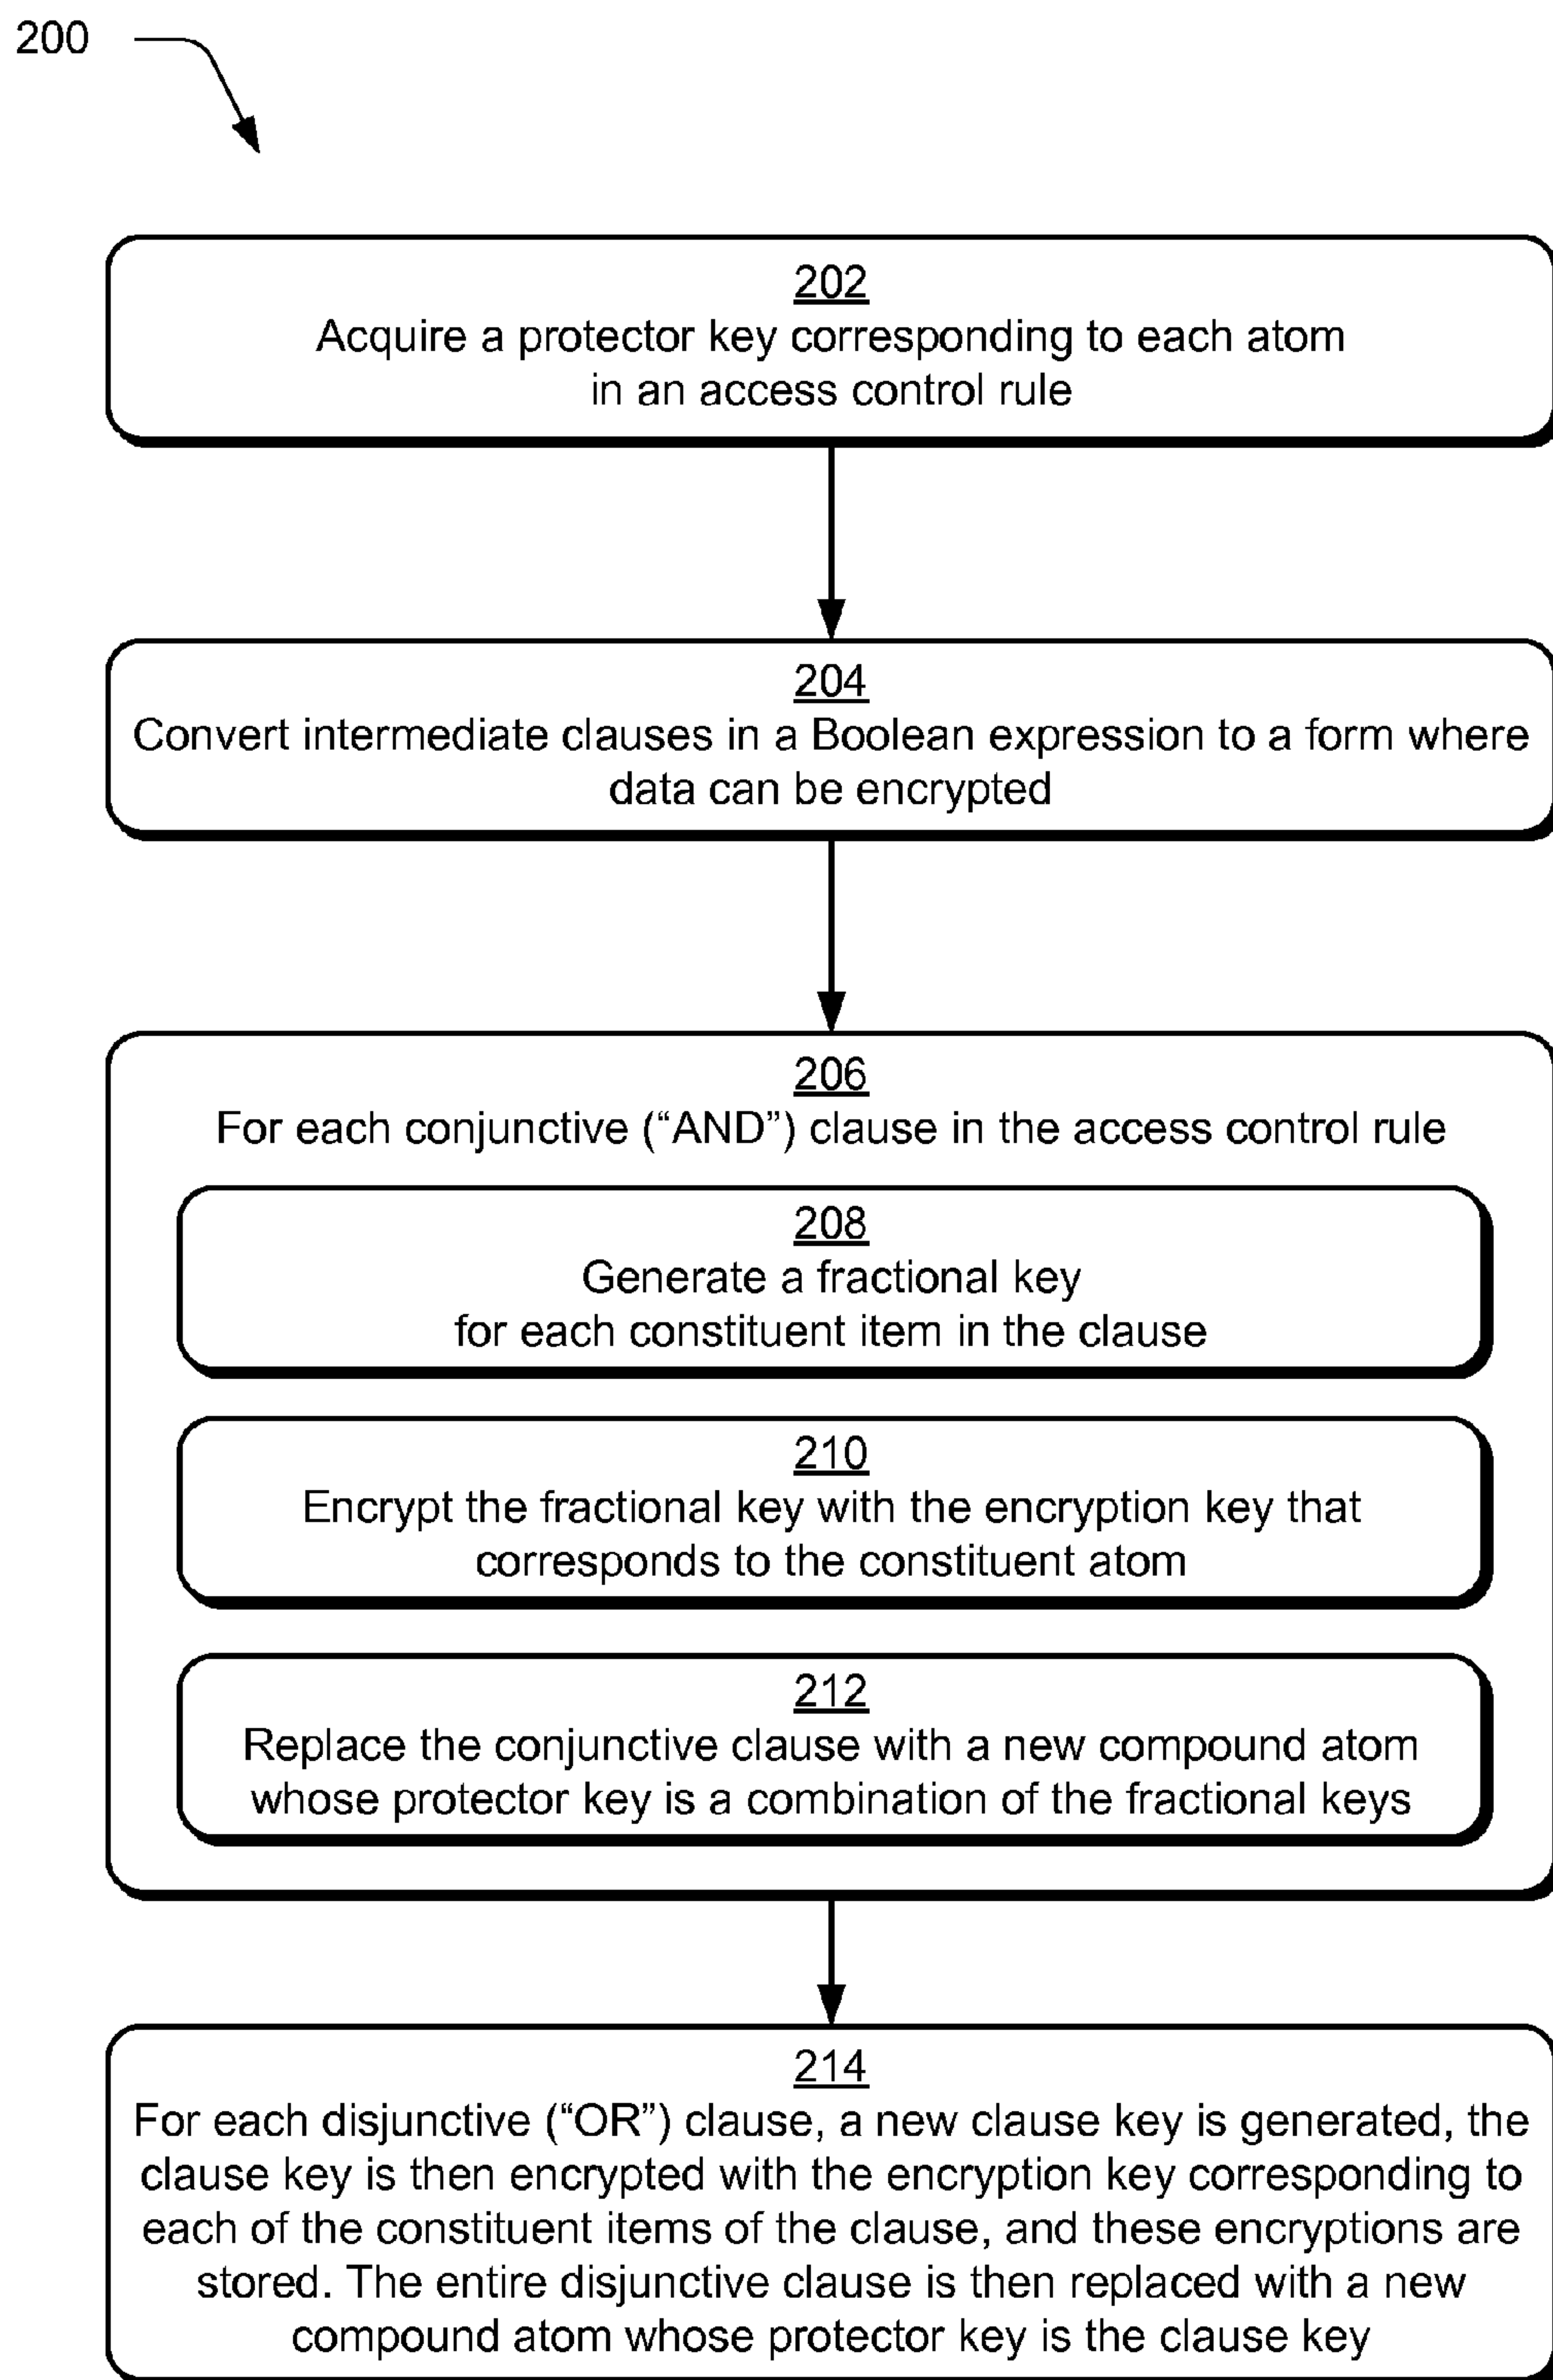 200
202
Acquire a protector key corresponding to each atom
in an access control rule
204
Convert intermediate clauses in a Boolean expression to a form where
data can be encrypted
206
For each conjunctive (“AND”) clause in the access control rule
208
Generate a fractional key
for each constituent item in the clause
210
Encrypt the fractional key with the encryption key that
corresponds to the constituent atom
212
Replace the conjunctive clause with a new compound atom
whose protector key is a combination of the fractional keys
214
For each disjunctive (“OR”) clause, a new clause key is generated, the
clause key is then encrypted with the encryption key corresponding to
each of the constituent items of the clause, and these encryptions are
stored. The entire disjunctive clause is then replaced with a new
compound atom whose protector key is the clause key